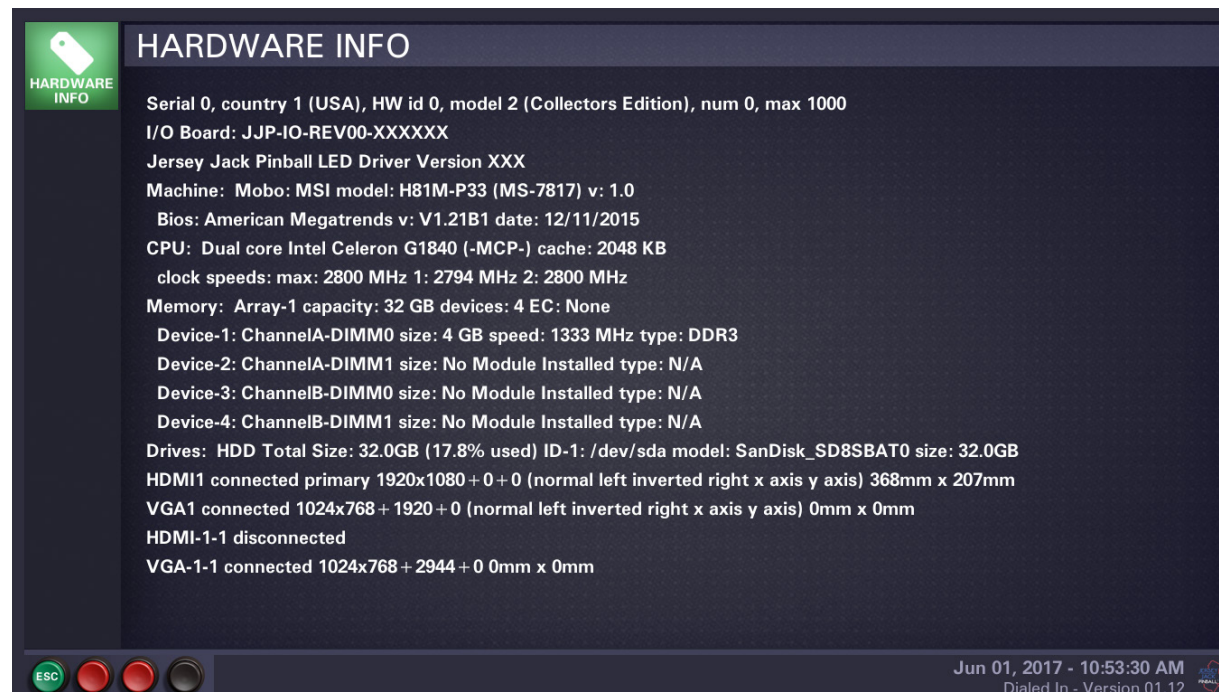 HARDWARE INFO
HARDWARE
INFO
Serial 0, country 1 (USA), HW id 0, model 2 (Collectors Edition), num 0, max 1000
I/O Board: JJP-IO-REV00-XXXXXX
Jersey Jack Pinball LED Driver Version XXX
Machine:  Mobo: MSI model: H81M-P33 (MS-7817) v: 1.0
Bios: American Megatrends v: V1.21B1 date: 12/11/2015
CPU:  Dual core Intel Celeron G1840 (-MCP-) cache: 2048 KB
clock speeds: max: 2800 MHz 1: 2794 MHz 2: 2800 MHz
Memory:  Array-1 capacity: 32 GB devices: 4 EC: None
Device-1: ChannelA-DIMM0 size: 4 GB speed: 1333 MHz type: DDR3
Device-2: ChannelA-DIMM1 size: No Module Installed type: N/A
Device-3: ChannelB-DIMM0 size: No Module Installed type: N/A
Device-4: ChannelB-DIMM1 size: No Module Installed type: N/A
Drives:  HDD Total Size: 32.0GB (17.8% used) ID-1: /dev/sda model: SanDisk_SD8SBAT0 size: 32.0GB
HDMI1 connected primary 1920x1080+0+0 (normal left inverted right x axis y axis) 368mm x 207mm
VGA1 connected 1024x768+1920+0 (normal left inverted right x axis y axis) 0mm x 0mm
HDMI-1-1 disconnected
VGA-1-1 connected 1024x768+2944+0 0mm x 0mm
ESC
Jun 01, 2017 - 10:53:30 AM
Dialed In - Version 01.12
JERSEY
JACK
PINBALL